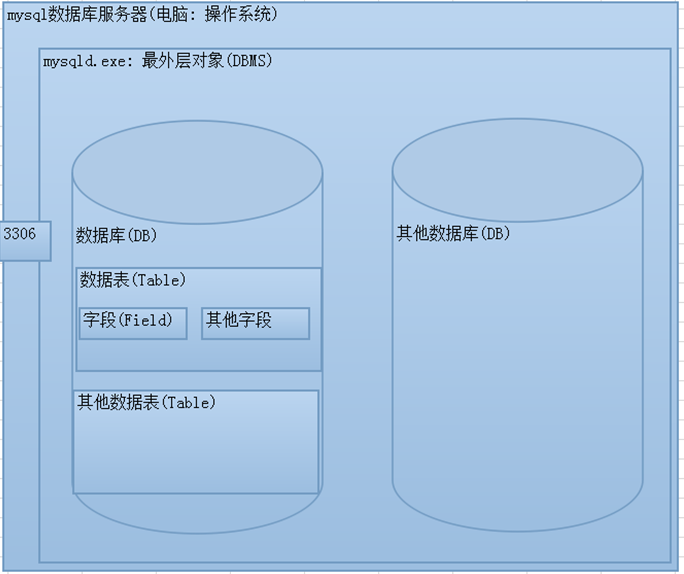 mysql数据库服务器(电脑: 操作系统)
mysqld.exe: 最外层对象(DBMS)
3306
数据库(DB)
其他数据库(DB)
数据表(Table)
字段(Field)
其他字段
其他数据表(Table)